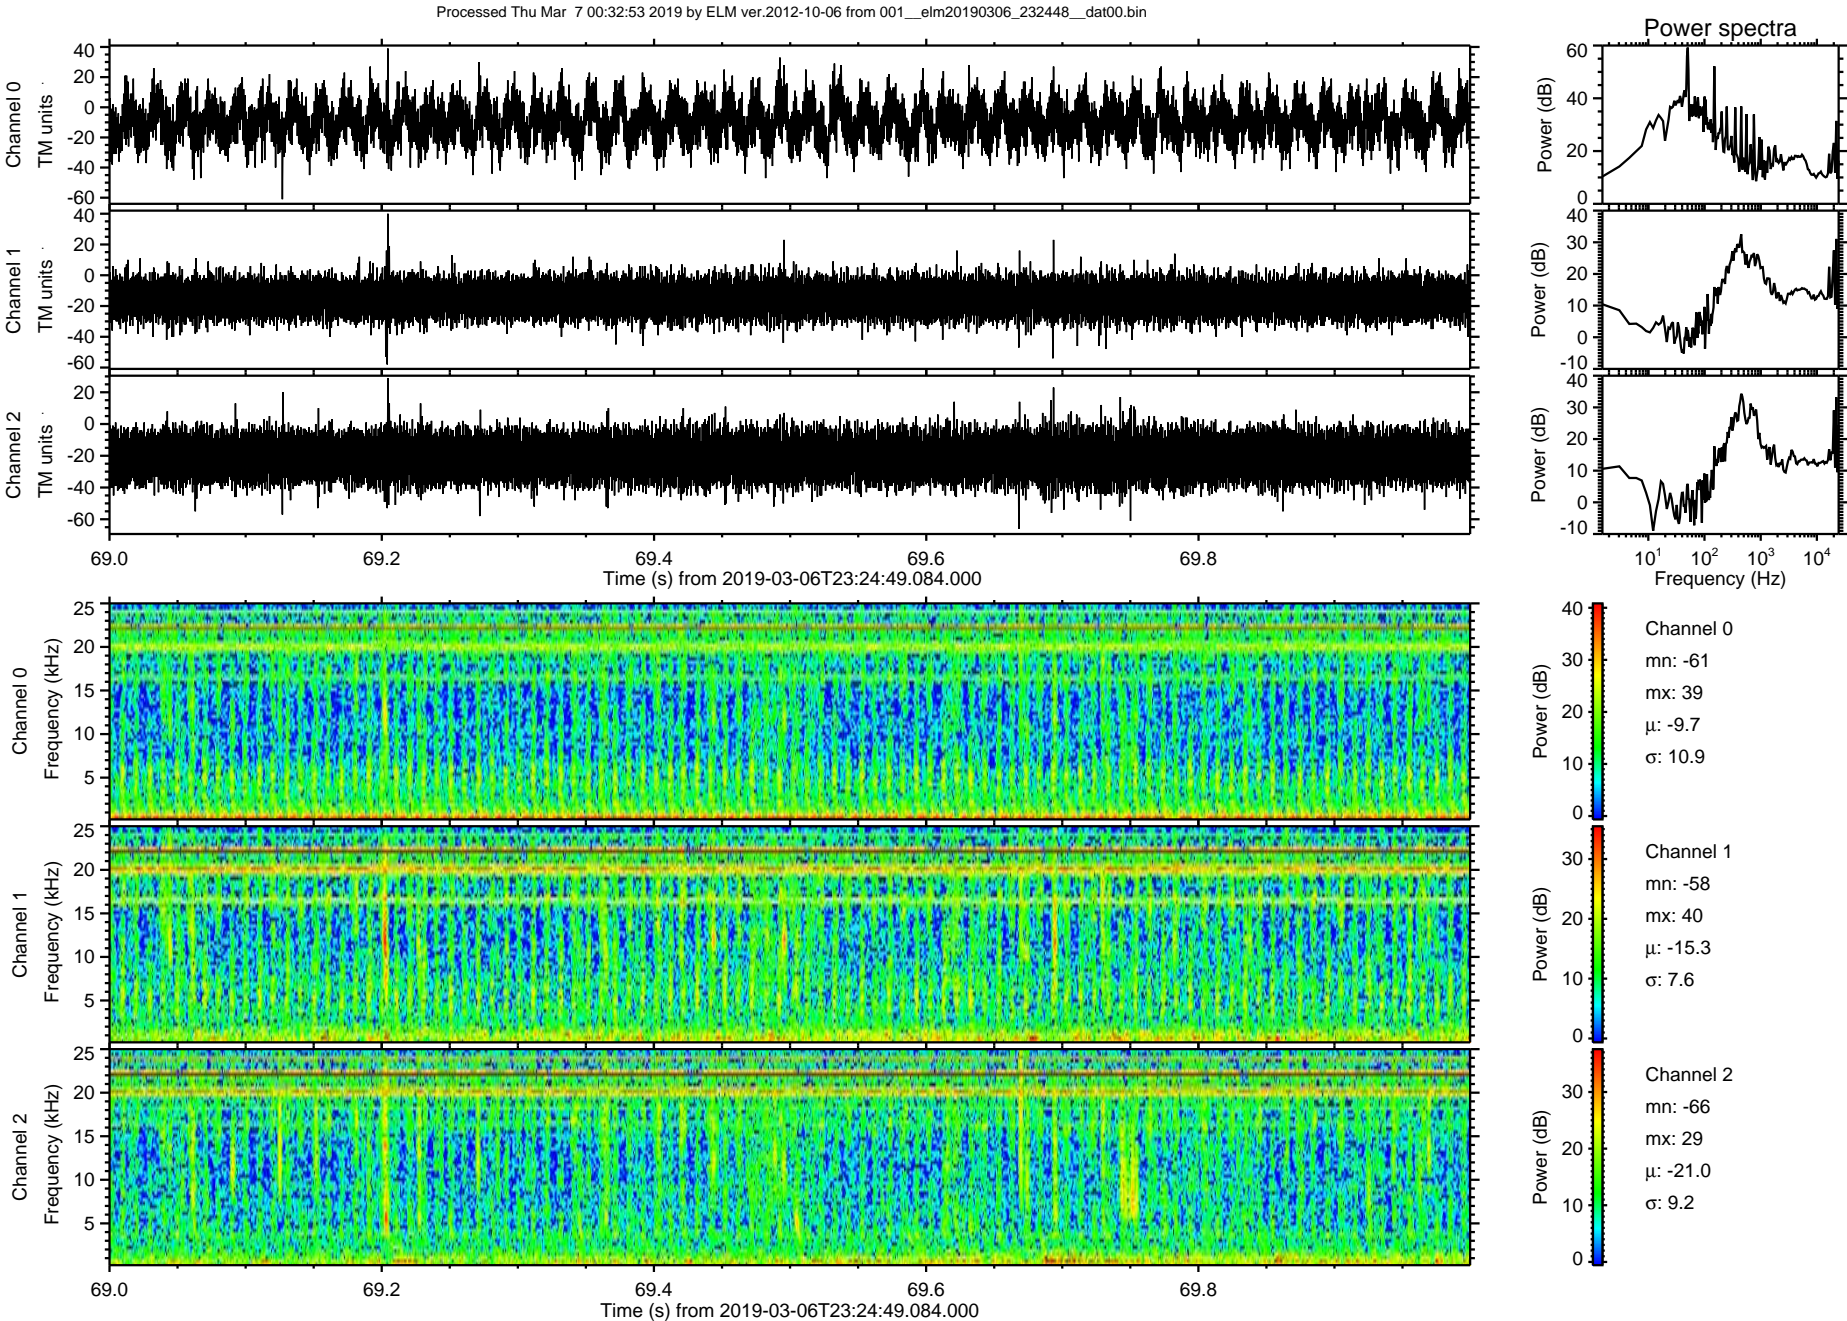 Processed Thu Mar 7 00:32:53 2019 by ELM ver.2012-10-06 from 001__elm20190306_232448__dat00.bin
Power spectra
Channel 0
TM units
40
20
0
-20
-40
-60
Power (dB)
60
40
20
0
Channel 1
TM units
40
20
0
-20
-40
-60
Power (dB)
40
30
20
10
0
-10
Channel 2
TM units
20
0
-20
-40
-60
Power (dB)
40
30
20
10
0
-10
69.0 69.2 69.4 69.6 69.8
Time (s) from 2019-03-06T23:24:49.084.000
10¹ 10² 10³ 10⁴
Frequency (Hz)
Channel 0
Frequency (kHz)
25
20
15
10
5
Power (dB)
40
30
20
10
0
Channel 0
mn: -61
mx: 39
μ: -9.7
σ: 10.9
Channel 1
Frequency (kHz)
25
20
15
10
5
Power (dB)
30
20
10
0
Channel 1
mn: -58
mx: 40
μ: -15.3
σ: 7.6
Channel 2
Frequency (kHz)
25
20
15
10
5
Power (dB)
30
20
10
0
Channel 2
mn: -66
mx: 29
μ: -21.0
σ: 9.2
69.0 69.2 69.4 69.6 69.8
Time (s) from 2019-03-06T23:24:49.084.000